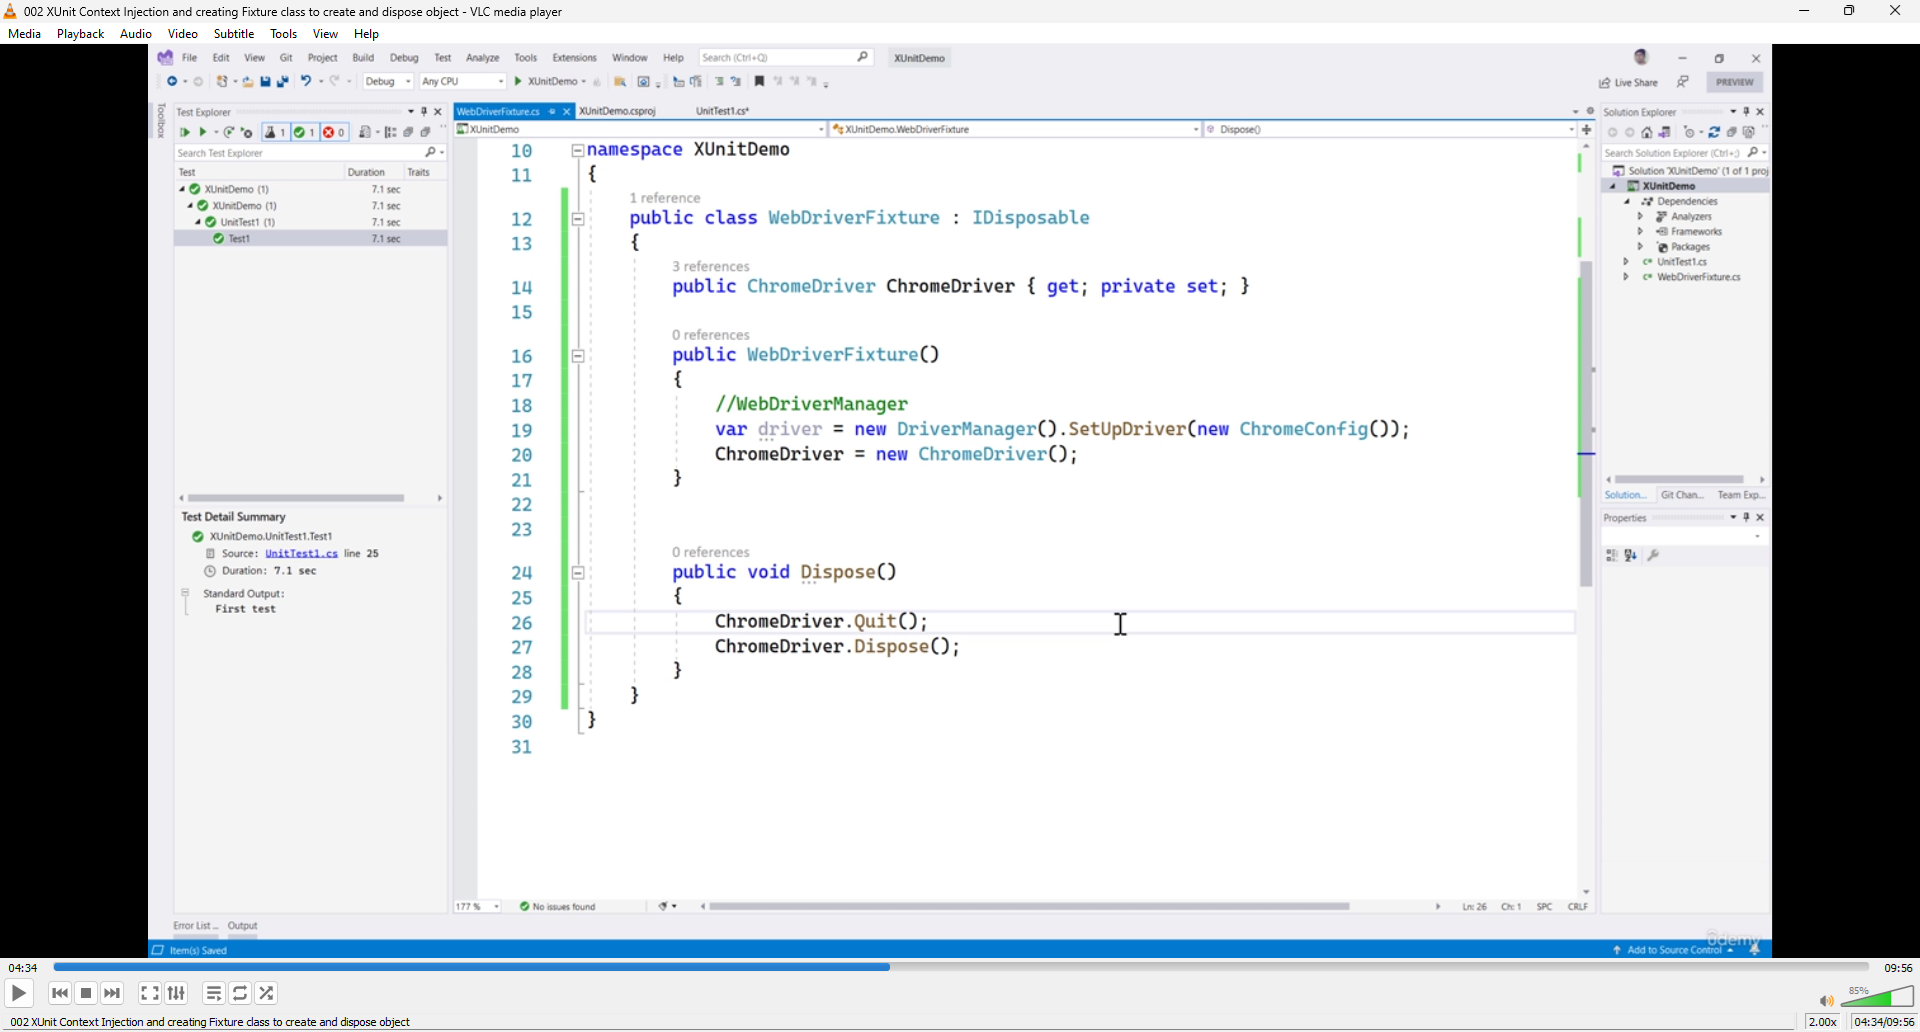 002 XUnit Context Injection and creating Fixture class to create and dispose object - VLC media player
Media Playback Audio Video Subtitle Tools View Help
File Edit View Git Project Build Debug Test Analyze Tools Extensions Window Help Search (Ctrl+Q) XUnitDemo
Debug Any CPU XUnitDemo Live Share PREVIEW
Toolbox
Test Explorer
1 1 0
Search Test Explorer
Test Duration Traits
XUnitDemo (1) 7.1 sec
XUnitDemo (1) 7.1 sec
UnitTest1 (1) 7.1 sec
Test1 7.1 sec
Test Detail Summary
XUnitDemo.UnitTest1.Test1
Source: UnitTest1.cs line 25
Duration: 7.1 sec
Standard Output:
First test
WebDriverFixture.cs XUnitDemo.csproj UnitTest1.cs*
XUnitDemo XUnitDemo.WebDriverFixture Dispose()
10 namespace XUnitDemo
11 {
1 reference
12 public class WebDriverFixture : IDisposable
13 {
3 references
14 public ChromeDriver ChromeDriver { get; private set; }
15
0 references
16 public WebDriverFixture()
17 {
18 //WebDriverManager
19 var driver = new DriverManager().SetUpDriver(new ChromeConfig());
20 ChromeDriver = new ChromeDriver();
21 }
22
23
0 references
24 public void Dispose()
25 {
26 ChromeDriver.Quit();
27 ChromeDriver.Dispose();
28 }
29 }
30 }
31
177 % No issues found Ln: 26 Ch: 1 SPC CRLF
Solution Explorer
Search Solution Explorer (Ctrl+;)
Solution 'XUnitDemo' (1 of 1 proj
XUnitDemo
Dependencies
Analyzers
Frameworks
Packages
UnitTest1.cs
WebDriverFixture.cs
Solution... Git Chan... Team Exp...
Properties
Error List ... Output
Item(s) Saved Add to Source Control
udemy
04:34 09:56
85%
002 XUnit Context Injection and creating Fixture class to create and dispose object 2.00x 04:34/09:56